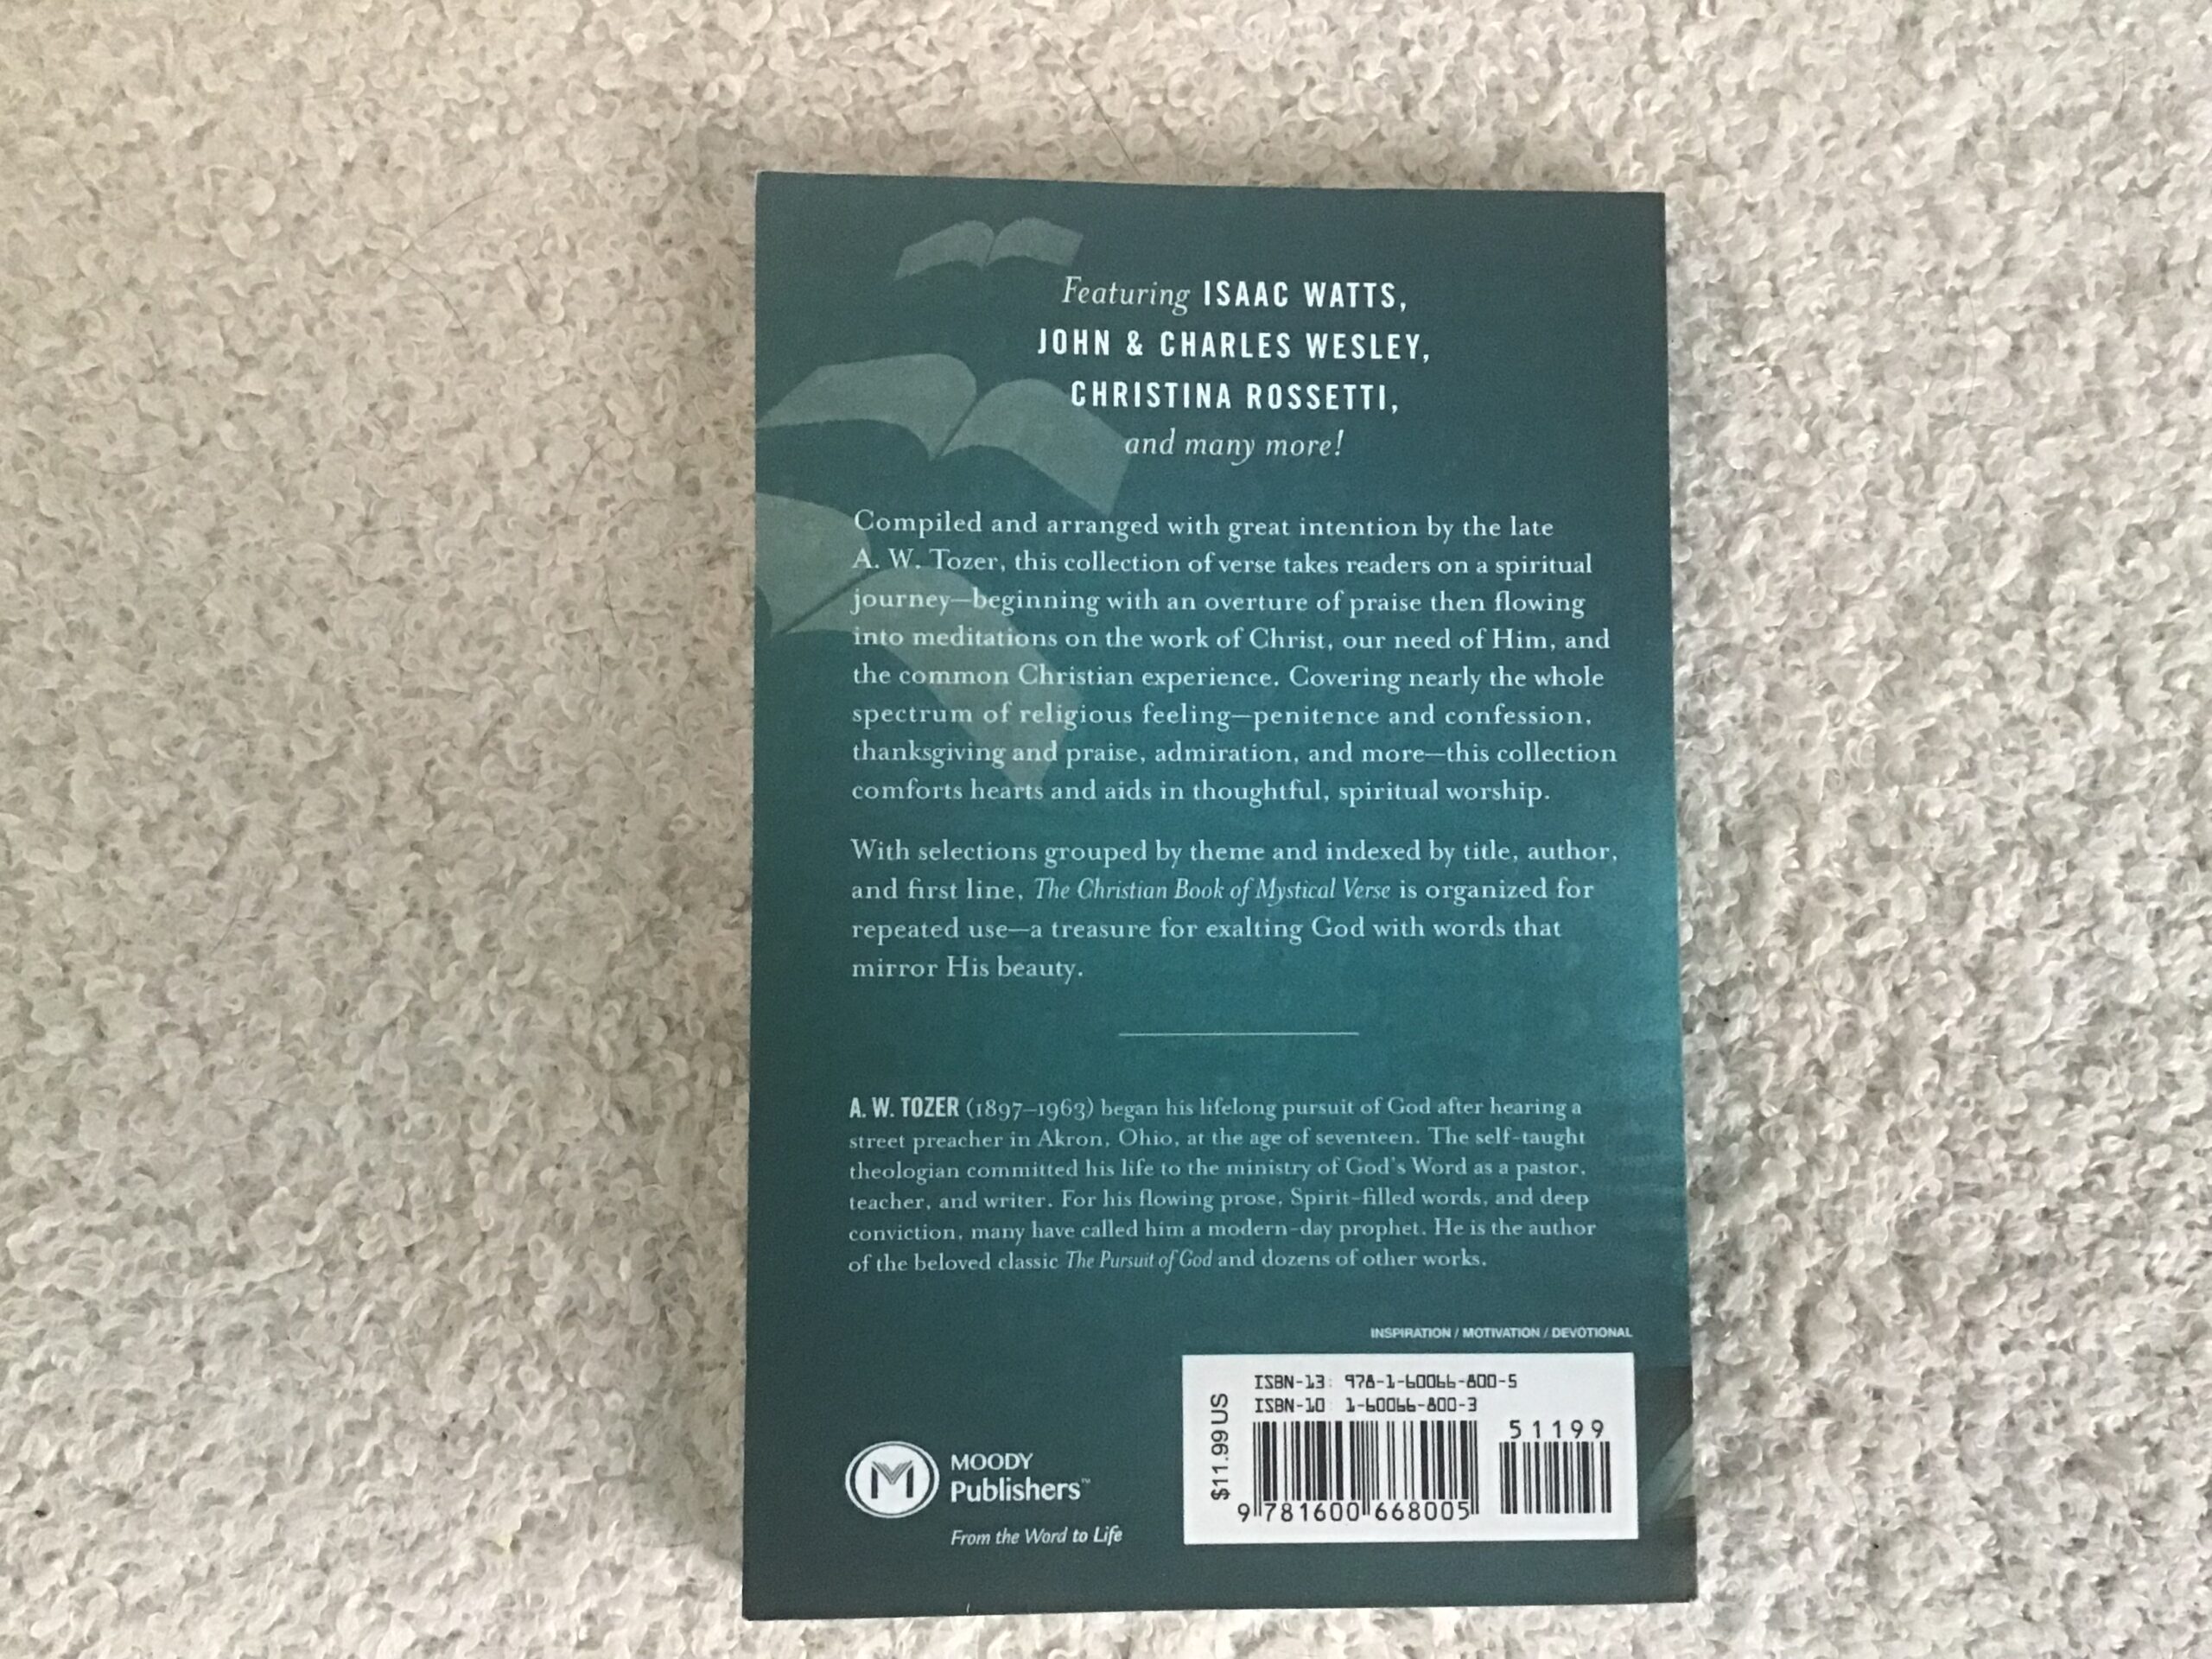 Featuring ISAAC WATTS,
JOHN & CHARLES WESLEY,
CHRISTINA ROSSETTI,
and many more!
Compiled and arranged with great intention by the late
A. W. Tozer, this collection of verse takes readers on a spiritual
journey—beginning with an overture of praise then flowing
into meditations on the work of Christ, our need of Him, and
the common Christian experience. Covering nearly the whole
spectrum of religious feeling—penitence and confession,
thanksgiving and praise, admiration, and more—this collection
comforts hearts and aids in thoughtful, spiritual worship.
With selections grouped by theme and indexed by title, author,
and first line, The Christian Book of Mystical Verse is organized for
repeated use—a treasure for exalting God with words that
mirror His beauty.
A. W. TOZER (1897–1963) began his lifelong pursuit of God after hearing a
street preacher in Akron, Ohio, at the age of seventeen. The self-taught
theologian committed his life to the ministry of God's Word as a pastor,
teacher, and writer. For his flowing prose, Spirit-filled words, and deep
conviction, many have called him a modern-day prophet. He is the author
of the beloved classic The Pursuit of God and dozens of other works.
INSPIRATION / MOTIVATION / DEVOTIONAL
ISBN-13: 978-1-60066-800-5
ISBN-10: 1-60066-800-3
51199
$11.99 US
9 781600 668005
M
MOODY
Publishers™
From the Word to Life